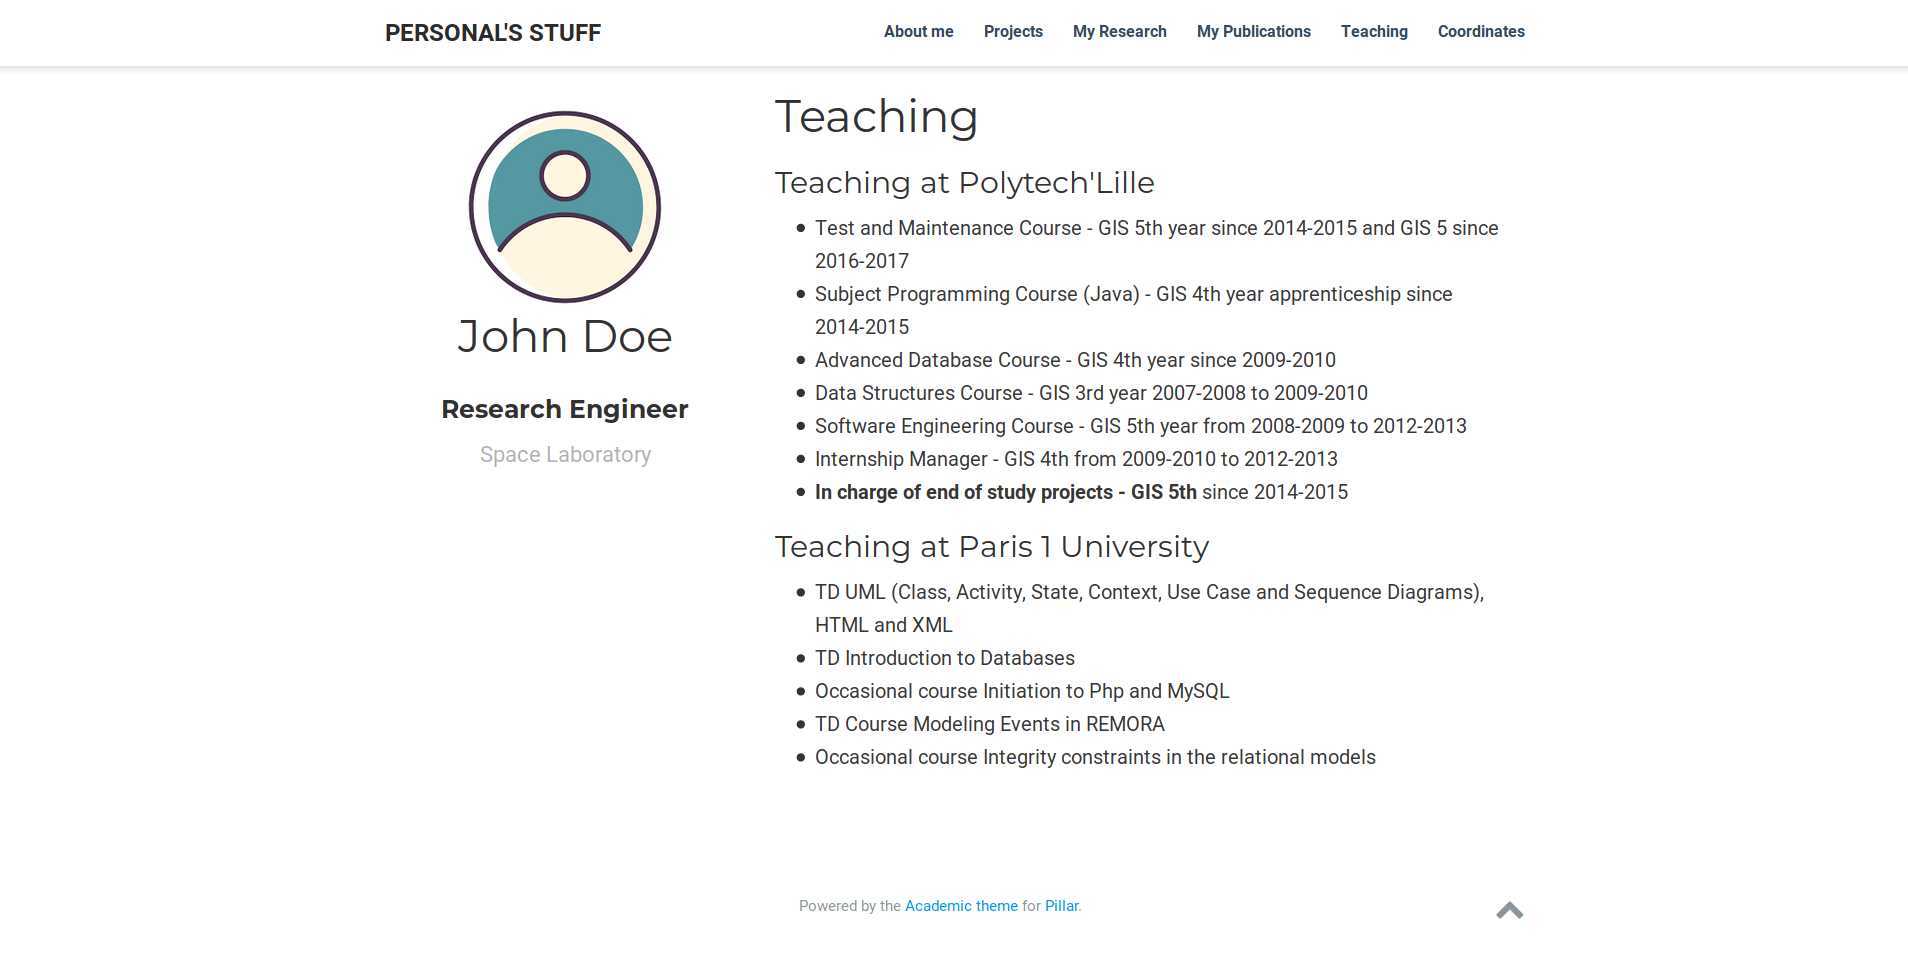 PERSONAL'S STUFF
About me
Projects
My Research
My Publications
Teaching
Coordinates
John Doe
Research Engineer
Space Laboratory
Teaching
Teaching at Polytech'Lille
Test and Maintenance Course - GIS 5th year since 2014-2015 and GIS 5 since
2016-2017
Subject Programming Course (Java) - GIS 4th year apprenticeship since
2014-2015
Advanced Database Course - GIS 4th year since 2009-2010
Data Structures Course - GIS 3rd year 2007-2008 to 2009-2010
Software Engineering Course - GIS 5th year from 2008-2009 to 2012-2013
Internship Manager - GIS 4th from 2009-2010 to 2012-2013
In charge of end of study projects - GIS 5th since 2014-2015
Teaching at Paris 1 University
TD UML (Class, Activity, State, Context, Use Case and Sequence Diagrams),
HTML and XML
TD Introduction to Databases
Occasional course Initiation to Php and MySQL
TD Course Modeling Events in REMORA
Occasional course Integrity constraints in the relational models
Powered by the Academic theme for Pillar.